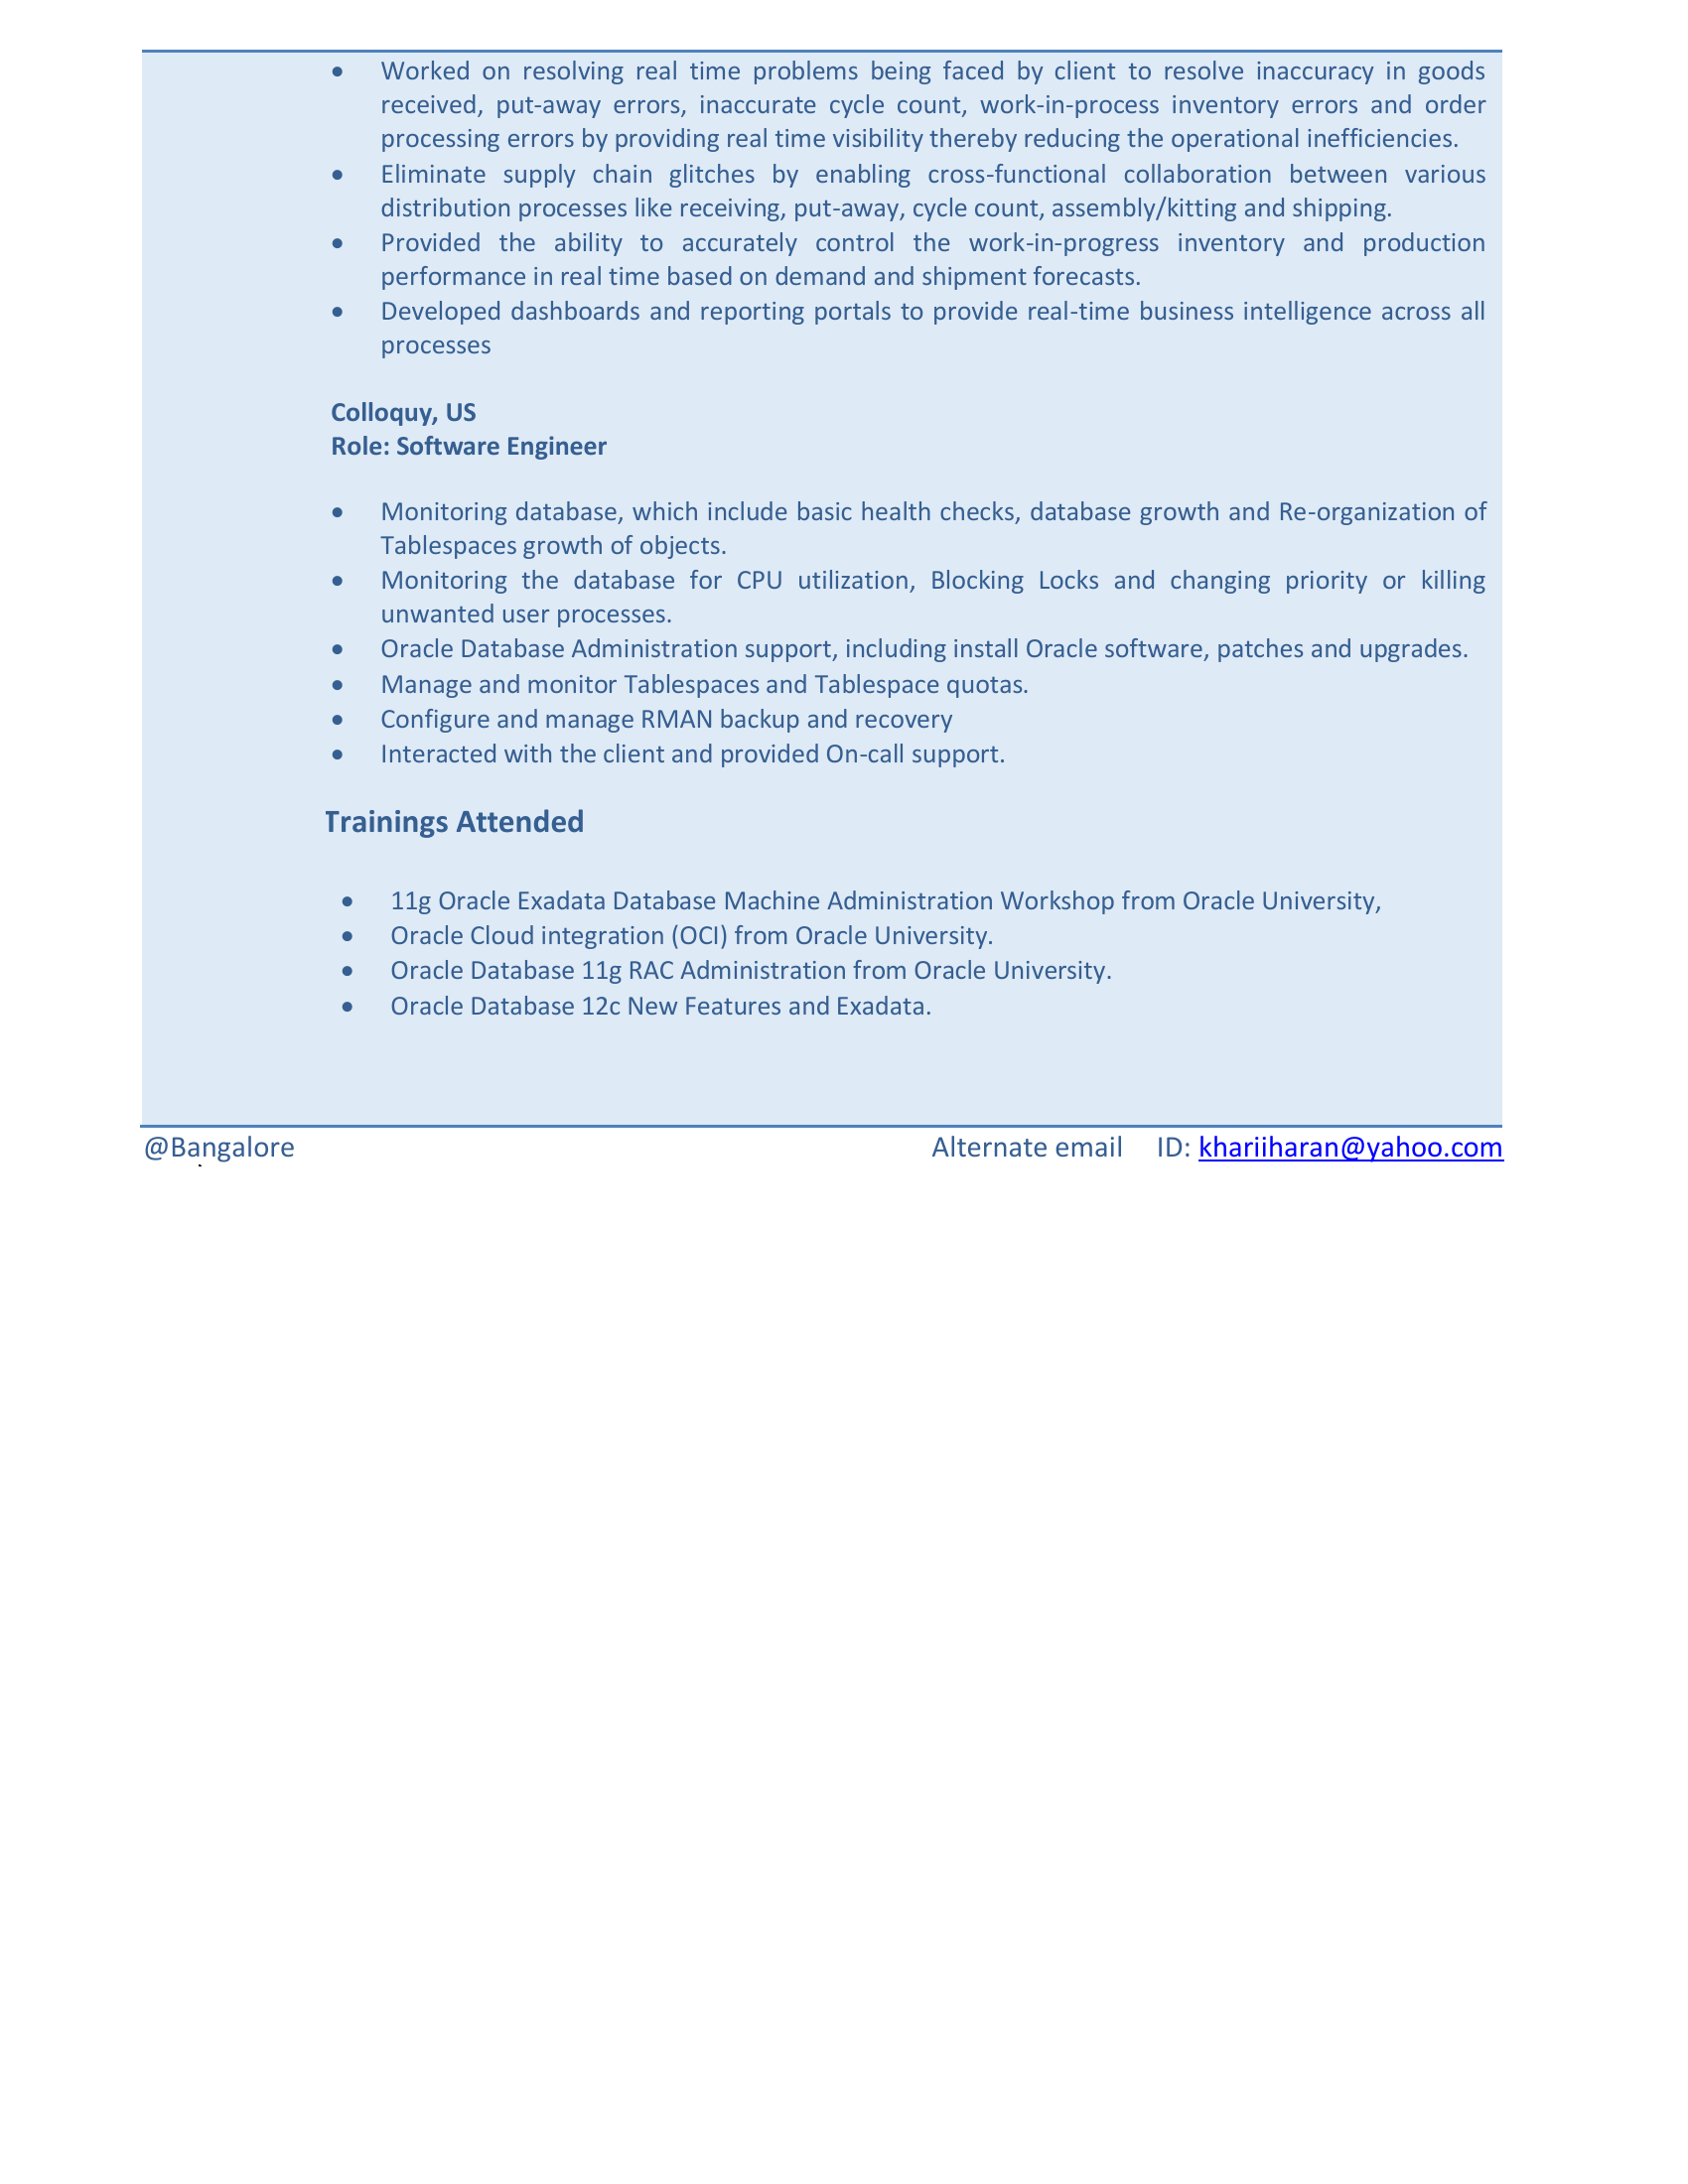 • Worked on resolving real time problems being faced by client to resolve inaccuracy in goods
received, put-away errors, inaccurate cycle count, work-in-process inventory errors and order
processing errors by providing real time visibility thereby reducing the operational inefficiencies.
• Eliminate supply chain glitches by enabling cross-functional collaboration between various
distribution processes like receiving, put-away, cycle count, assembly/kitting and shipping.
• Provided the ability to accurately control the work-in-progress inventory and production
performance in real time based on demand and shipment forecasts.
• Developed dashboards and reporting portals to provide real-time business intelligence across all
processes
Colloquy, US
Role: Software Engineer
• Monitoring database, which include basic health checks, database growth and Re-organization of
Tablespaces growth of objects.
• Monitoring the database for CPU utilization, Blocking Locks and changing priority or killing
unwanted user processes.
• Oracle Database Administration support, including install Oracle software, patches and upgrades.
• Manage and monitor Tablespaces and Tablespace quotas.
• Configure and manage RMAN backup and recovery
• Interacted with the client and provided On-call support.
Trainings Attended
• 11g Oracle Exadata Database Machine Administration Workshop from Oracle University,
• Oracle Cloud integration (OCI) from Oracle University.
• Oracle Database 11g RAC Administration from Oracle University.
• Oracle Database 12c New Features and Exadata.
@Bangalore Alternate email ID: khariiharan@yahoo.com